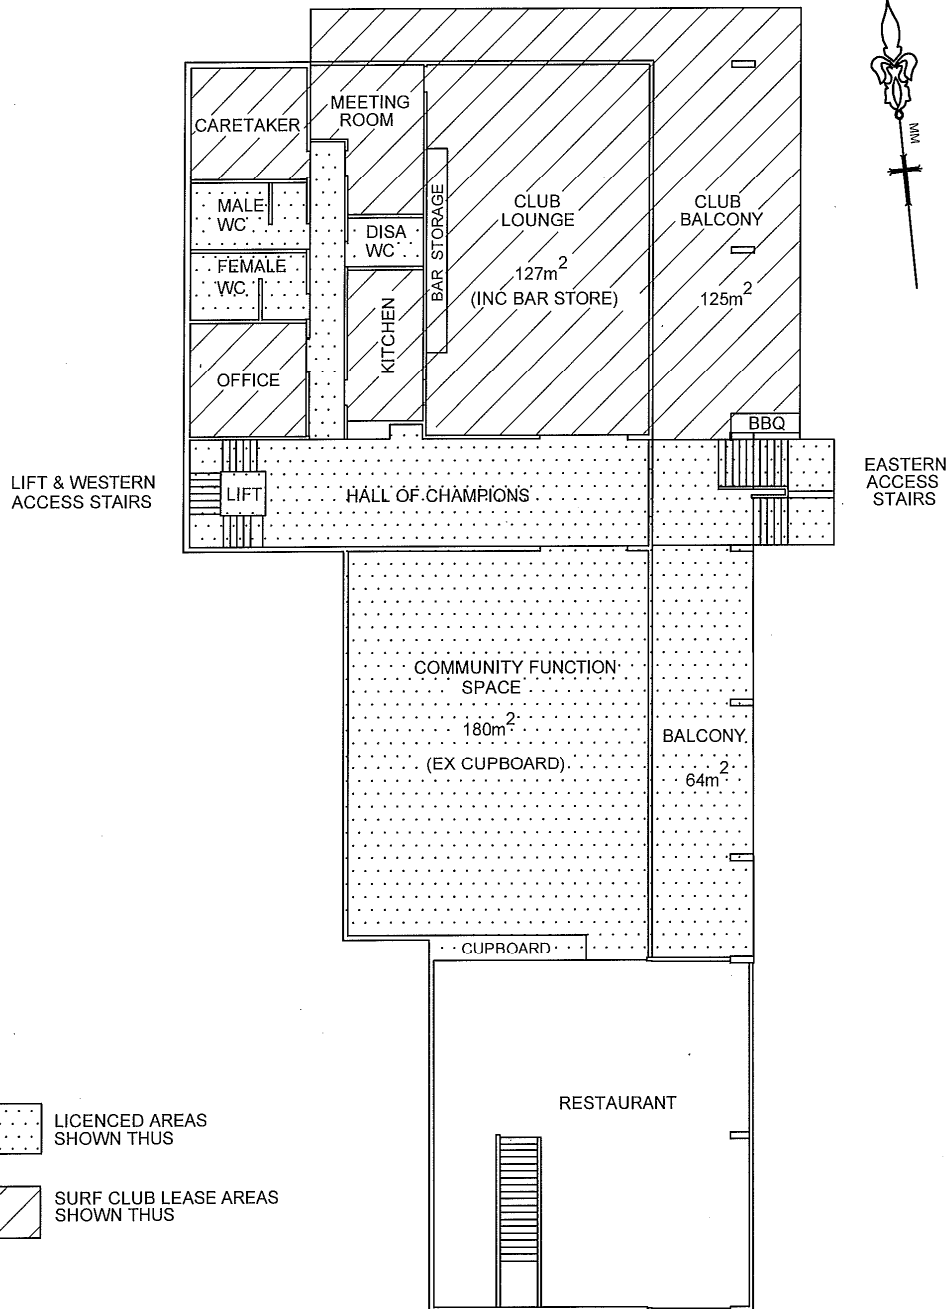 MEETING
ROOM
CARETAKER
MM
MALE
WC
CLUB
LOUNGE
CLUB
BALCONY
DISA
WC
BAR STORAGE
FEMALE
WC
127m2
(INC BAR STORE)
125m2
KITCHEN
OFFICE
BBQ
LIFT & WESTERN
ACCESS STAIRS
LIFT
HALL OF CHAMPIONS
EASTERN
ACCESS
STAIRS
COMMUNITY FUNCTION
SPACE
180m2
(EX CUPBOARD)
BALCONY
64m2
CUPBOARD
RESTAURANT
LICENCED AREAS
SHOWN THUS
SURF CLUB LEASE AREAS
SHOWN THUS